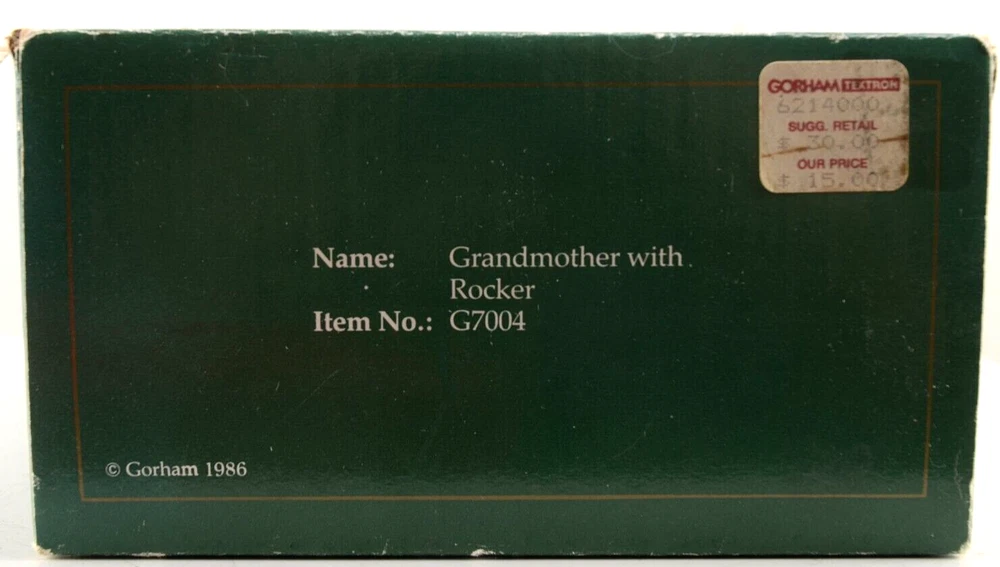 GORHAM TEXTRON
6214000
SUGG. RETAIL
$ 30.00
OUR PRICE
$ 15.00
Name: Grandmother with
Rocker
Item No.: G7004
© Gorham 1986